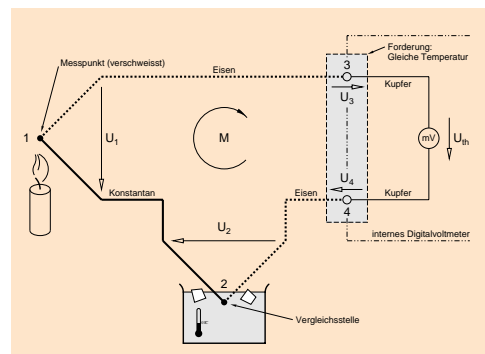 Messpunkt (verschweisst)
Eisen
3
Forderung:
Gleiche Temperatur
U3
Kupfer
1
U1
M
mV
Uth
Konstantan
Eisen
U4
Kupfer
4
U2
internes Digitalvoltmeter
2
Vergleichsstelle